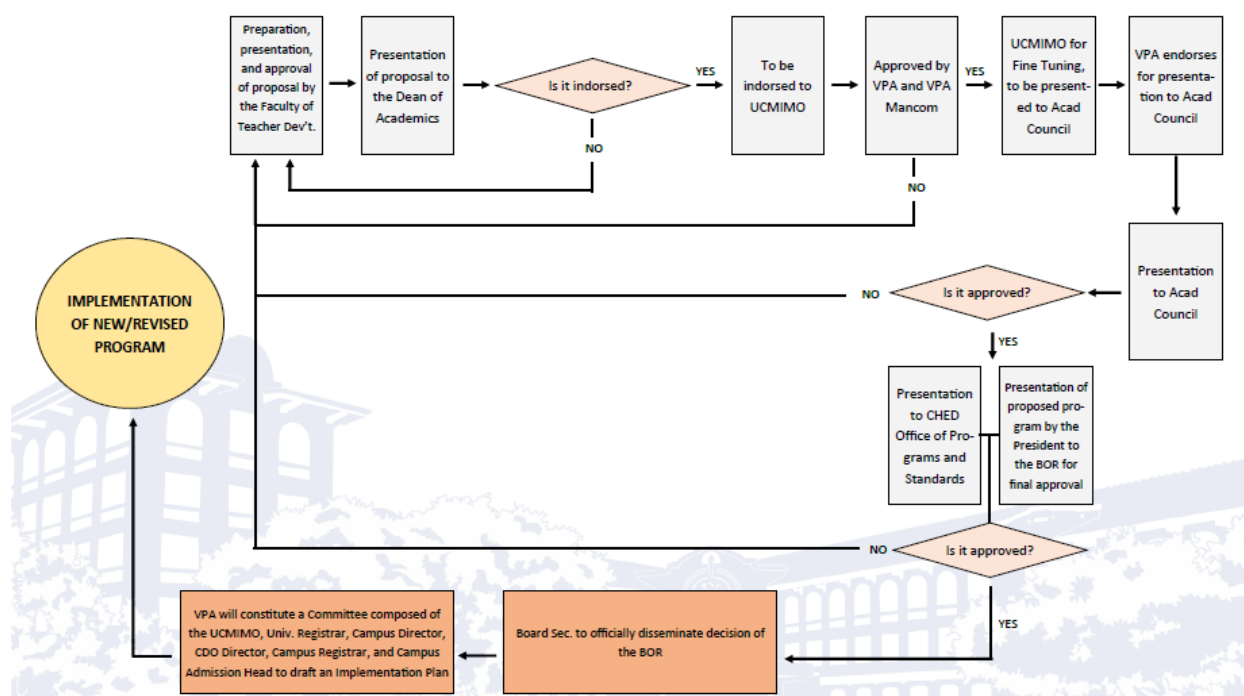 Preparation,
presentation,
and approval
of proposal by
the Faculty of
Teacher Dev't.
Presentation
of proposal to
the Dean of
Academics
Is it indorsed?
YES
NO
To be
indorsed to
UCMIMO
Approved by
VPA and VPA
Mancom
YES
NO
UCMIMO for
Fine Tuning,
to be present-
ed to Acad
Council
VPA endorses
for presenta-
tion to Acad
Council
Presentation
to Acad
Council
Is it approved?
NO
YES
Presentation
to CHED
Office of Pro-
grams and
Standards
Presentation of
proposed pro-
gram by the
President to
the BOR for
final approval
Is it approved?
NO
YES
Board Sec. to officially disseminate decision of
the BOR
VPA will constitute a Committee composed of
the UCMIMO, Univ. Registrar, Campus Director,
CDO Director, Campus Registrar, and Campus
Admission Head to draft an Implementation Plan
IMPLEMENTATION
OF NEW/REVISED
PROGRAM